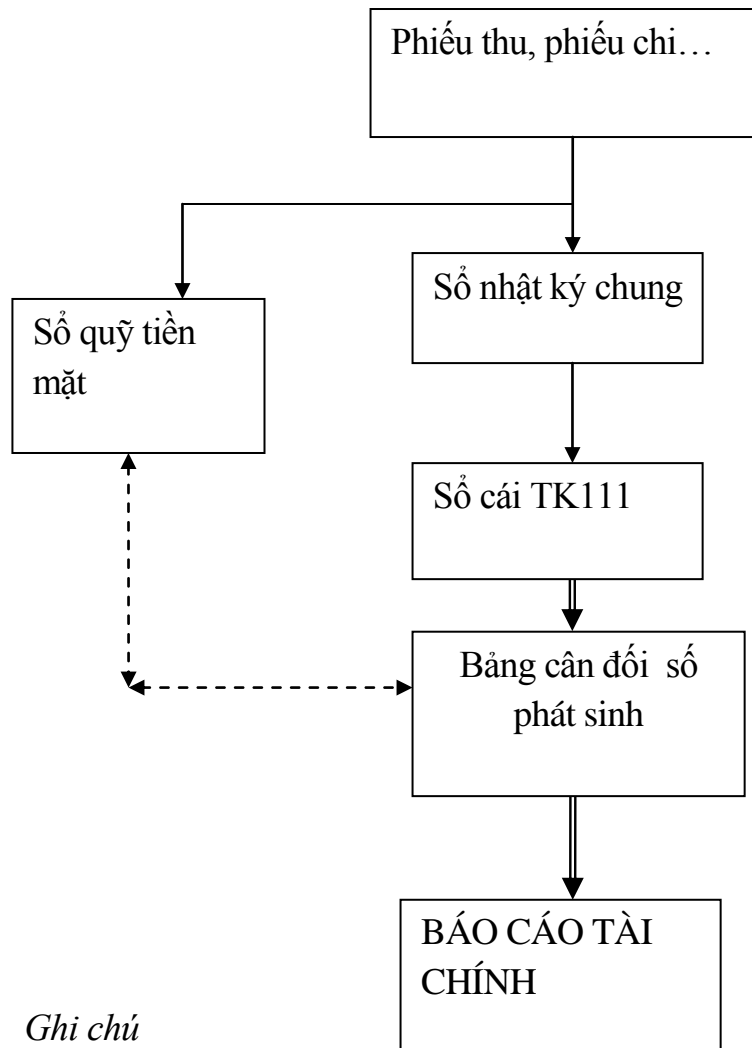 Phiếu thu, phiếu chi…
Sổ nhật ký chung
Sổ quỹ tiền
mặt
Sổ cái TK111
Bảng cân đối số
phát sinh
BÁO CÁO TÀI
CHÍNH
Ghi chú